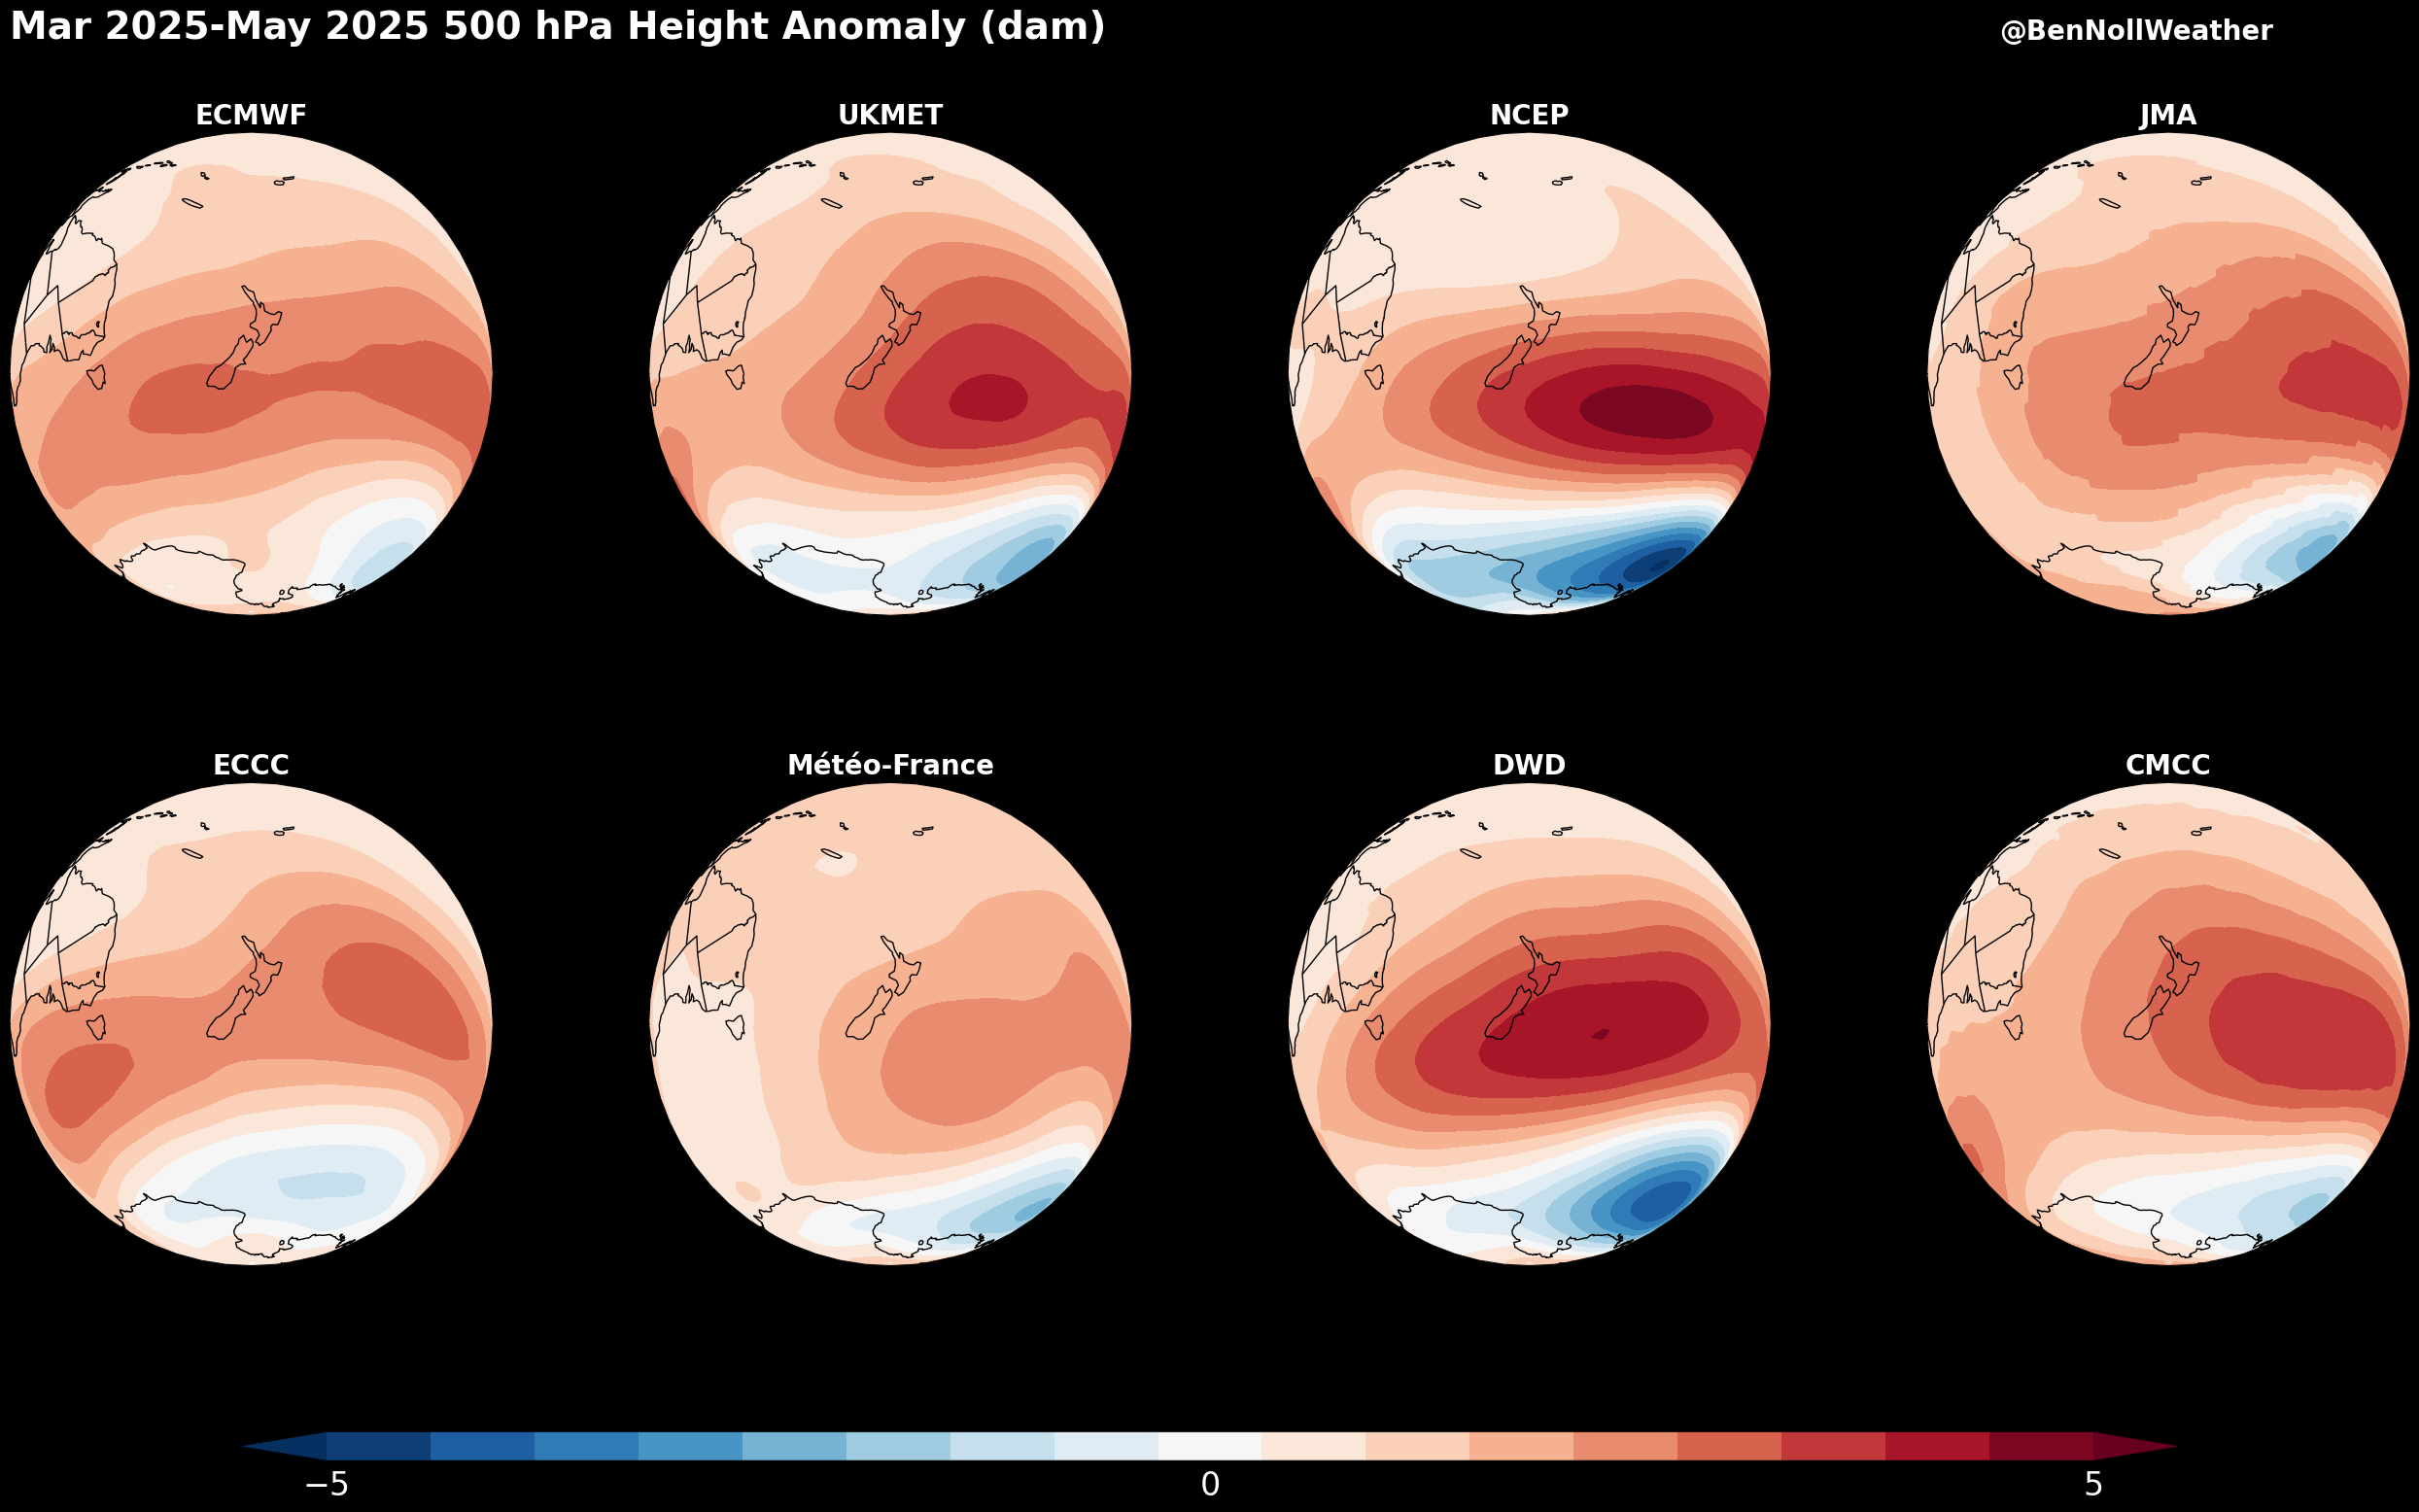 Mar 2025-May 2025 500 hPa Height Anomaly (dam)
@BenNollWeather
ECMWF
UKMET
NCEP
JMA
ECCC
Météo-France
DWD
CMCC
−5
0
5